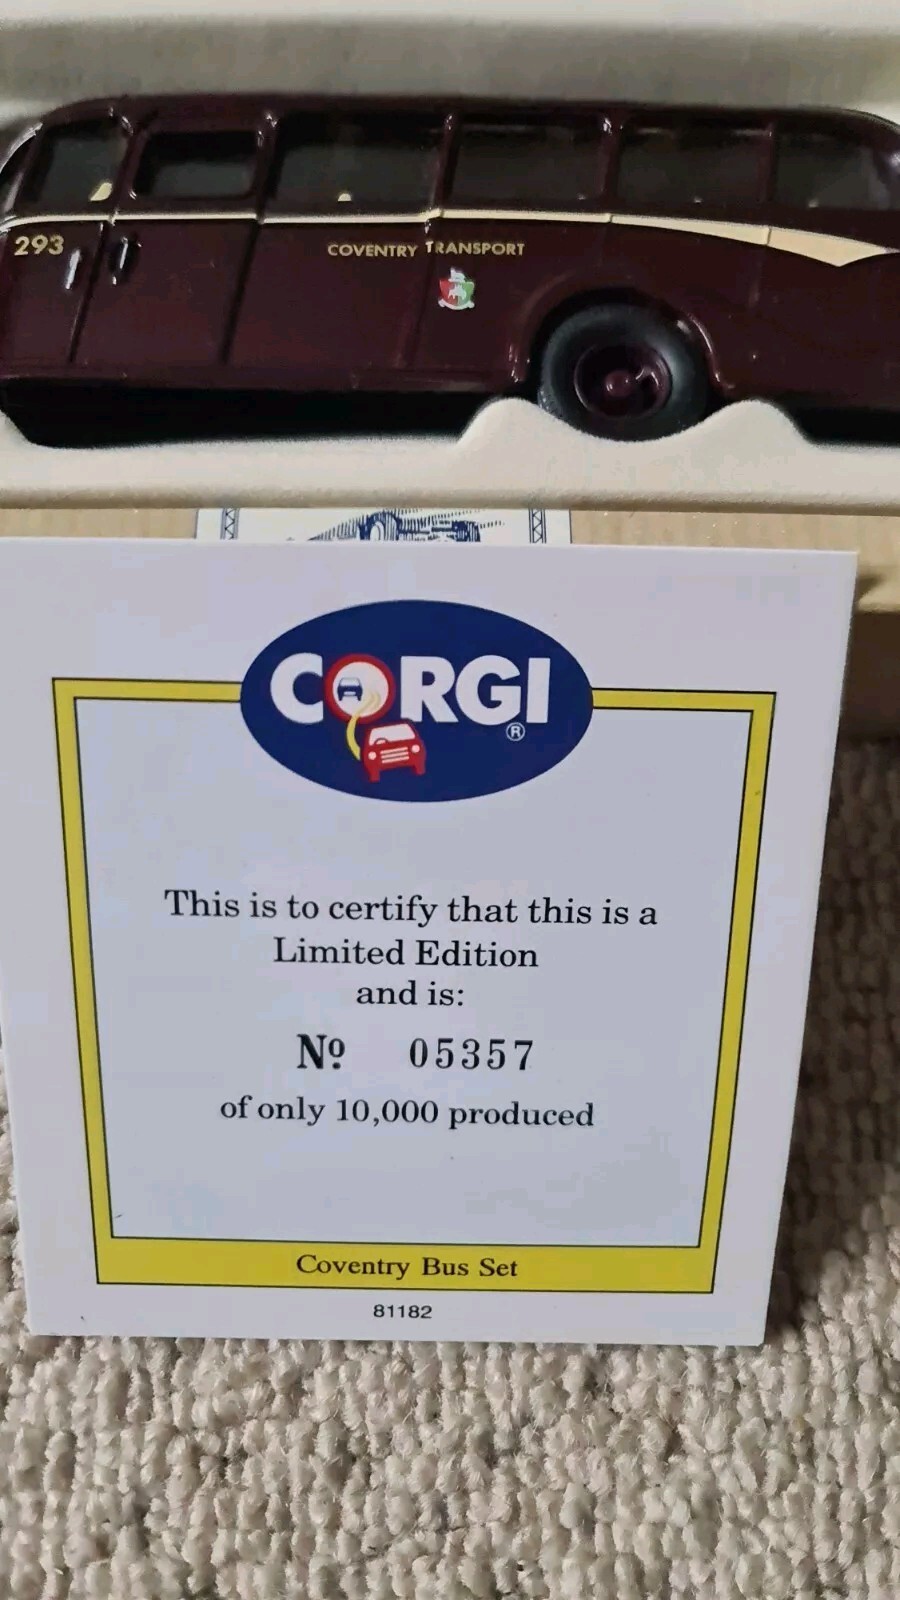 293
COVENTRY TRANSPORT
CORGI
®
This is to certify that this is a
Limited Edition
and is:
Nº 05357
of only 10,000 produced
Coventry Bus Set
81182